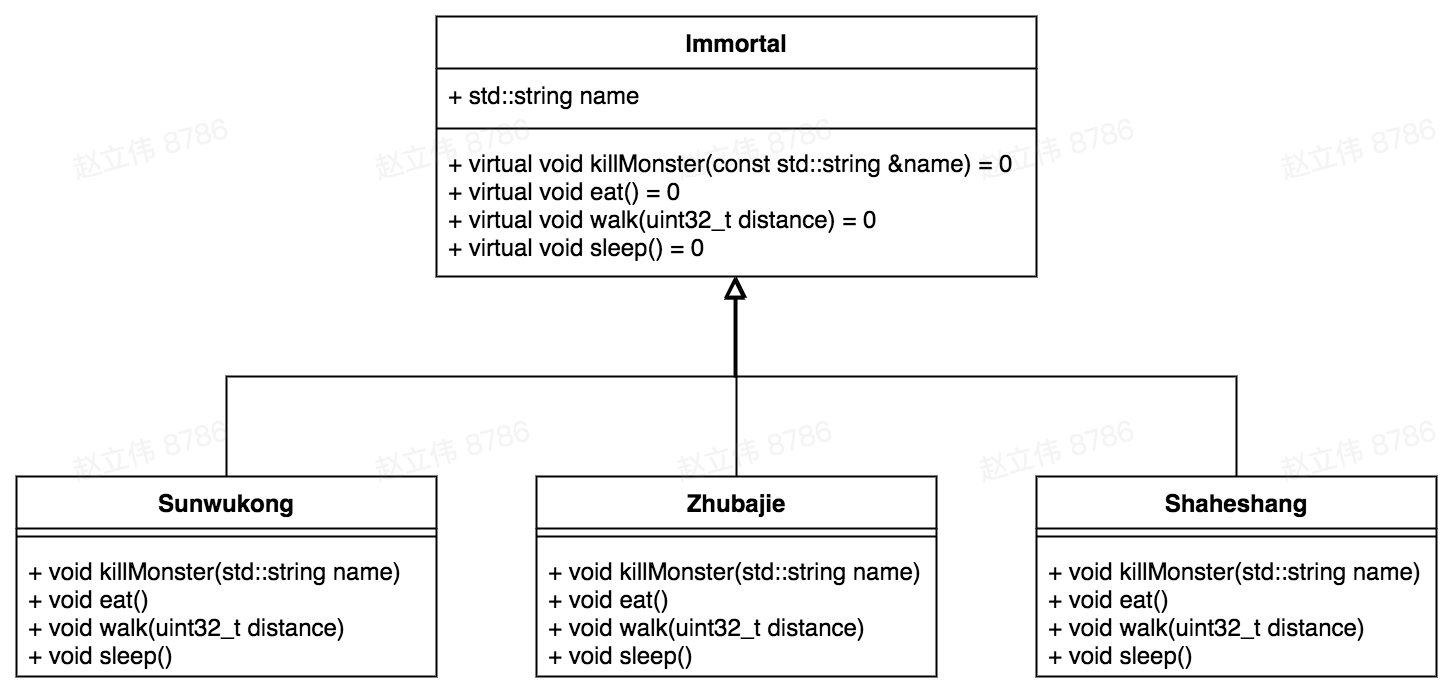 Immortal
+ std::string name
+ virtual void killMonster(const std::string &name) = 0
+ virtual void eat() = 0
+ virtual void walk(uint32_t distance) = 0
+ virtual void sleep() = 0
赵立伟 8786
赵立伟 8786
赵立伟 8786
赵立伟 8786
赵立伟 8786
赵立伟 8786
赵立伟 8786
赵立伟 8786
赵立伟 8786
赵立伟 8786
Sunwukong
+ void killMonster(std::string name)
+ void eat()
+ void walk(uint32_t distance)
+ void sleep()
Zhubajie
+ void killMonster(std::string name)
+ void eat()
+ void walk(uint32_t distance)
+ void sleep()
Shaheshang
+ void killMonster(std::string name)
+ void eat()
+ void walk(uint32_t distance)
+ void sleep()